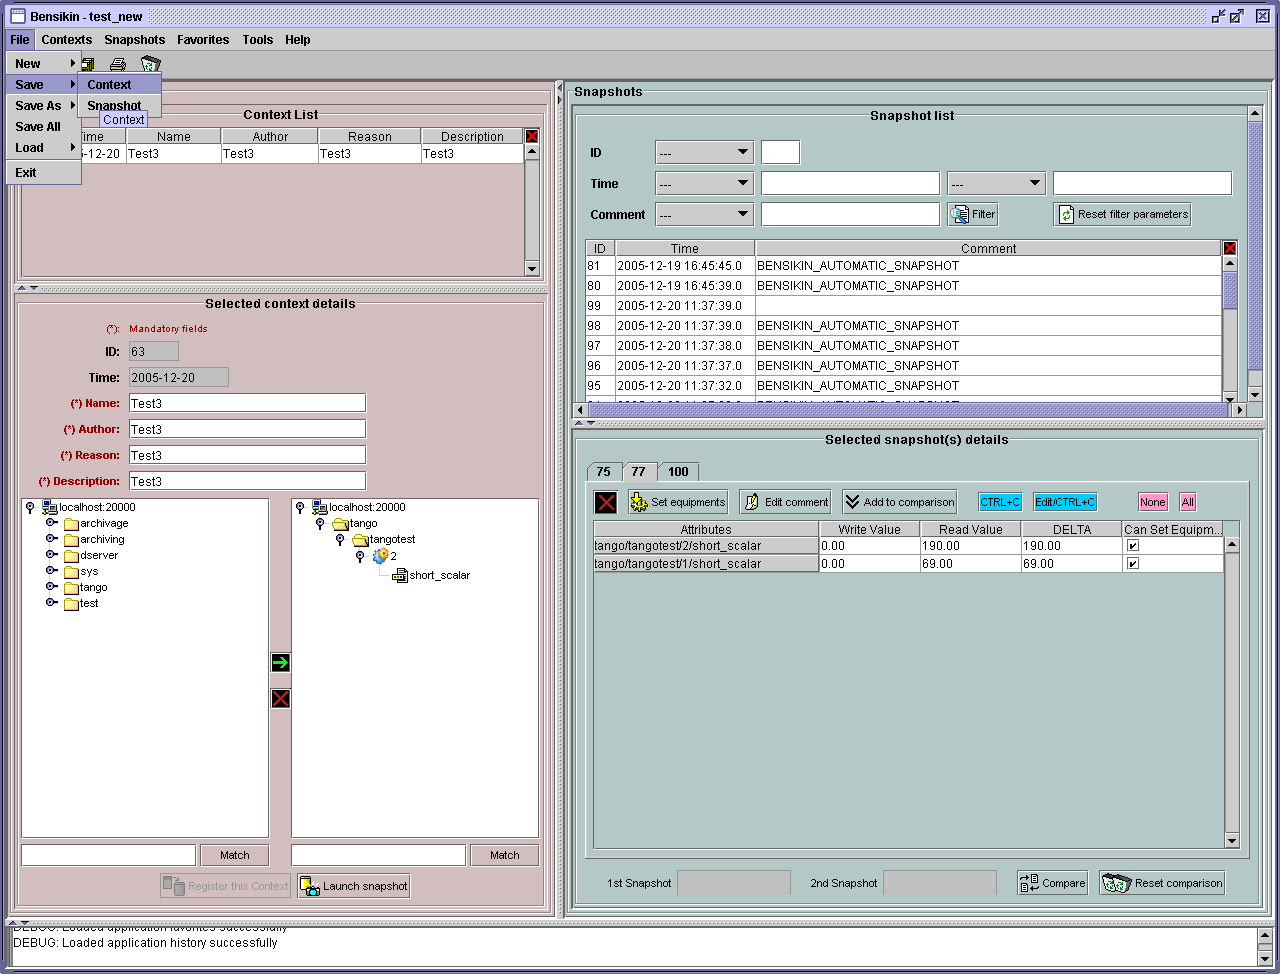 Bensikin - test_new
File Contexts Snapshots Favorites Tools Help
New
Save
Save As
Save All
Load
Exit
Context
Snapshot
Context
Context List
Time Name Author Reason Description
-12-20 Test3 Test3 Test3 Test3
Selected context details
(*): Mandatory fields
ID: 63
Time: 2005-12-20
(*) Name: Test3
(*) Author: Test3
(*) Reason: Test3
(*) Description: Test3
localhost:20000
archivage
archiving
dserver
sys
tango
test
localhost:20000
tango
tangotest
2
short_scalar
Match
Match
Register this Context
Launch snapshot
Snapshots
Snapshot list
ID ---
Time --- ---
Comment --- Filter Reset filter parameters
ID Time Comment
81 2005-12-19 16:45:45.0 BENSIKIN_AUTOMATIC_SNAPSHOT
80 2005-12-19 16:45:39.0 BENSIKIN_AUTOMATIC_SNAPSHOT
99 2005-12-20 11:37:39.0
98 2005-12-20 11:37:39.0 BENSIKIN_AUTOMATIC_SNAPSHOT
97 2005-12-20 11:37:38.0 BENSIKIN_AUTOMATIC_SNAPSHOT
96 2005-12-20 11:37:37.0 BENSIKIN_AUTOMATIC_SNAPSHOT
95 2005-12-20 11:37:32.0 BENSIKIN_AUTOMATIC_SNAPSHOT
Selected snapshot(s) details
75 77 100
Set equipments Edit comment Add to comparison CTRL+C Edit/CTRL+C None All
Attributes Write Value Read Value DELTA Can Set Equipm...
tango/tangotest/2/short_scalar 0.00 190.00 190.00
tango/tangotest/1/short_scalar 0.00 69.00 69.00
1st Snapshot 2nd Snapshot Compare Reset comparison
DEBUG: Loaded application favorites successfully
DEBUG: Loaded application history successfully